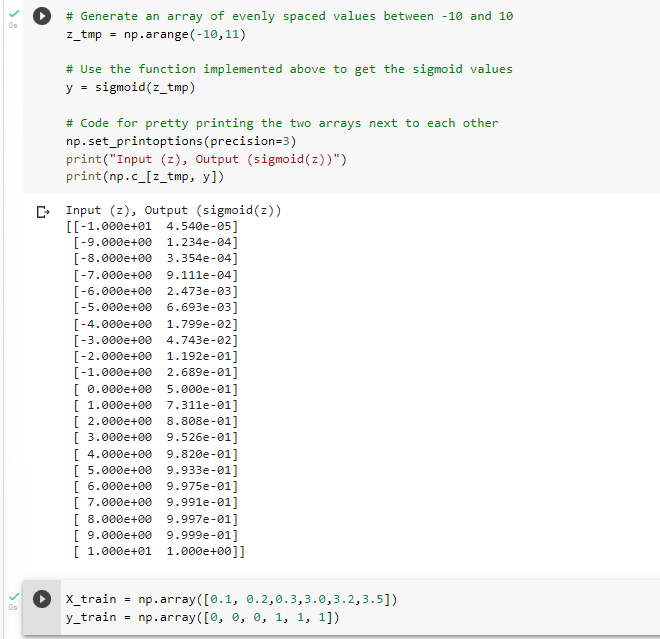 # Generate an array of evenly spaced values between -10 and 10
0s
z_tmp = np.arange(-10,11)
# Use the function implemented above to get the sigmoid values
y = sigmoid(z_tmp)
# Code for pretty printing the two arrays next to each other
np.set_printoptions(precision=3)
print("Input (z), Output (sigmoid(z))")
print(np.c_[z_tmp, y])
Input (z), Output (sigmoid(z))
[[-1.000e+01  4.540e-05]
 [-9.000e+00  1.234e-04]
 [-8.000e+00  3.354e-04]
 [-7.000e+00  9.111e-04]
 [-6.000e+00  2.473e-03]
 [-5.000e+00  6.693e-03]
 [-4.000e+00  1.799e-02]
 [-3.000e+00  4.743e-02]
 [-2.000e+00  1.192e-01]
 [-1.000e+00  2.689e-01]
 [ 0.000e+00  5.000e-01]
 [ 1.000e+00  7.311e-01]
 [ 2.000e+00  8.808e-01]
 [ 3.000e+00  9.526e-01]
 [ 4.000e+00  9.820e-01]
 [ 5.000e+00  9.933e-01]
 [ 6.000e+00  9.975e-01]
 [ 7.000e+00  9.991e-01]
 [ 8.000e+00  9.997e-01]
 [ 9.000e+00  9.999e-01]
 [ 1.000e+01  1.000e+00]]
X_train = np.array([0.1, 0.2,0.3,3.0,3.2,3.5])
0s
y_train = np.array([0, 0, 0, 1, 1, 1])